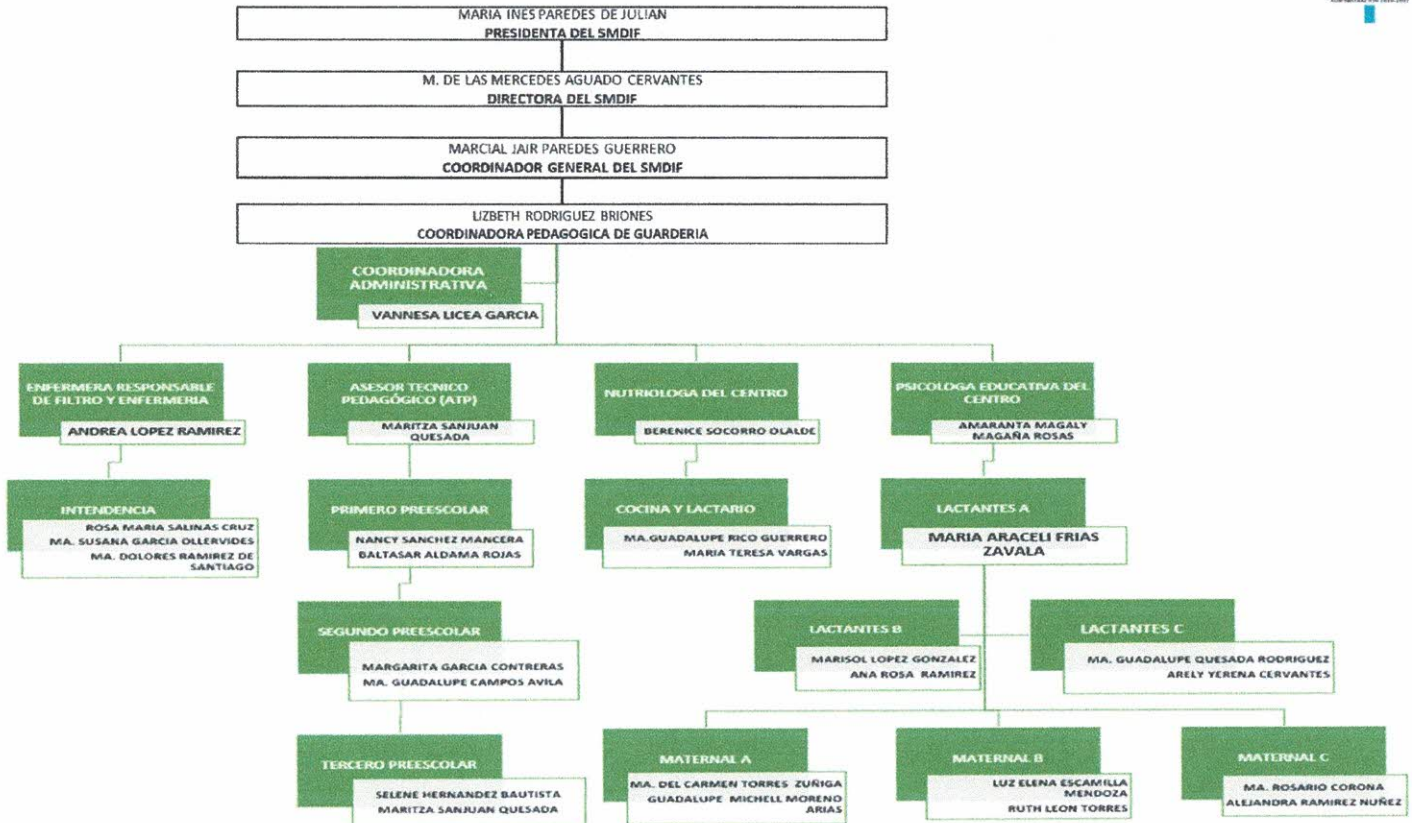 MARIA INES PAREDES DE JULIAN
PRESIDENTA DEL SMDIF
M. DE LAS MERCEDES AGUADO CERVANTES
DIRECTORA DEL SMDIF
MARCIAL JAIR PAREDES GUERRERO
COORDINADOR GENERAL DEL SMDIF
LIZBETH RODRIGUEZ BRIONES
COORDINADORA PEDAGOGICA DE GUARDERIA
COORDINADORA
ADMINISTRATIVA
VANNESA LICEA GARCIA
ENFERMERA RESPONSABLE
DE FILTRO Y ENFERMERIA
ANDREA LOPEZ RAMIREZ
ASESOR TECNICO
PEDAGÓGICO (ATP)
MARITZA SANJUAN
QUESADA
NUTRIOLOGA DEL CENTRO
BERENICE SOCORRO OLALDE
PSICOLOGA EDUCATIVA DEL
CENTRO
AMARANTA MAGALY
MAGAÑA ROSAS
INTENDENCIA
ROSA MARIA SALINAS CRUZ
MA. SUSANA GARCIA OLLERVIDES
MA. DOLORES RAMIREZ DE
SANTIAGO
PRIMERO PREESCOLAR
NANCY SANCHEZ MANCERA
BALTASAR ALDAMA ROJAS
COCINA Y LACTARIO
MA.GUADALUPE RICO GUERRERO
MARIA TERESA VARGAS
LACTANTES A
MARIA ARACELI FRIAS
ZAVALA
SEGUNDO PREESCOLAR
MARGARITA GARCIA CONTRERAS
MA. GUADALUPE CAMPOS AVILA
LACTANTES B
MARISOL LOPEZ GONZALEZ
ANA ROSA RAMIREZ
LACTANTES C
MA. GUADALUPE QUESADA RODRIGUEZ
ARELY YERENA CERVANTES
TERCERO PREESCOLAR
SELENE HERNANDEZ BAUTISTA
MARITZA SANJUAN QUESADA
MATERNAL A
MA. DEL CARMEN TORRES ZUÑIGA
GUADALUPE MICHELL MORENO
ARIAS
MATERNAL B
LUZ ELENA ESCAMILLA
MENDOZA
RUTH LEON TORRES
MATERNAL C
MA. ROSARIO CORONA
ALEJANDRA RAMIREZ NUÑEZ